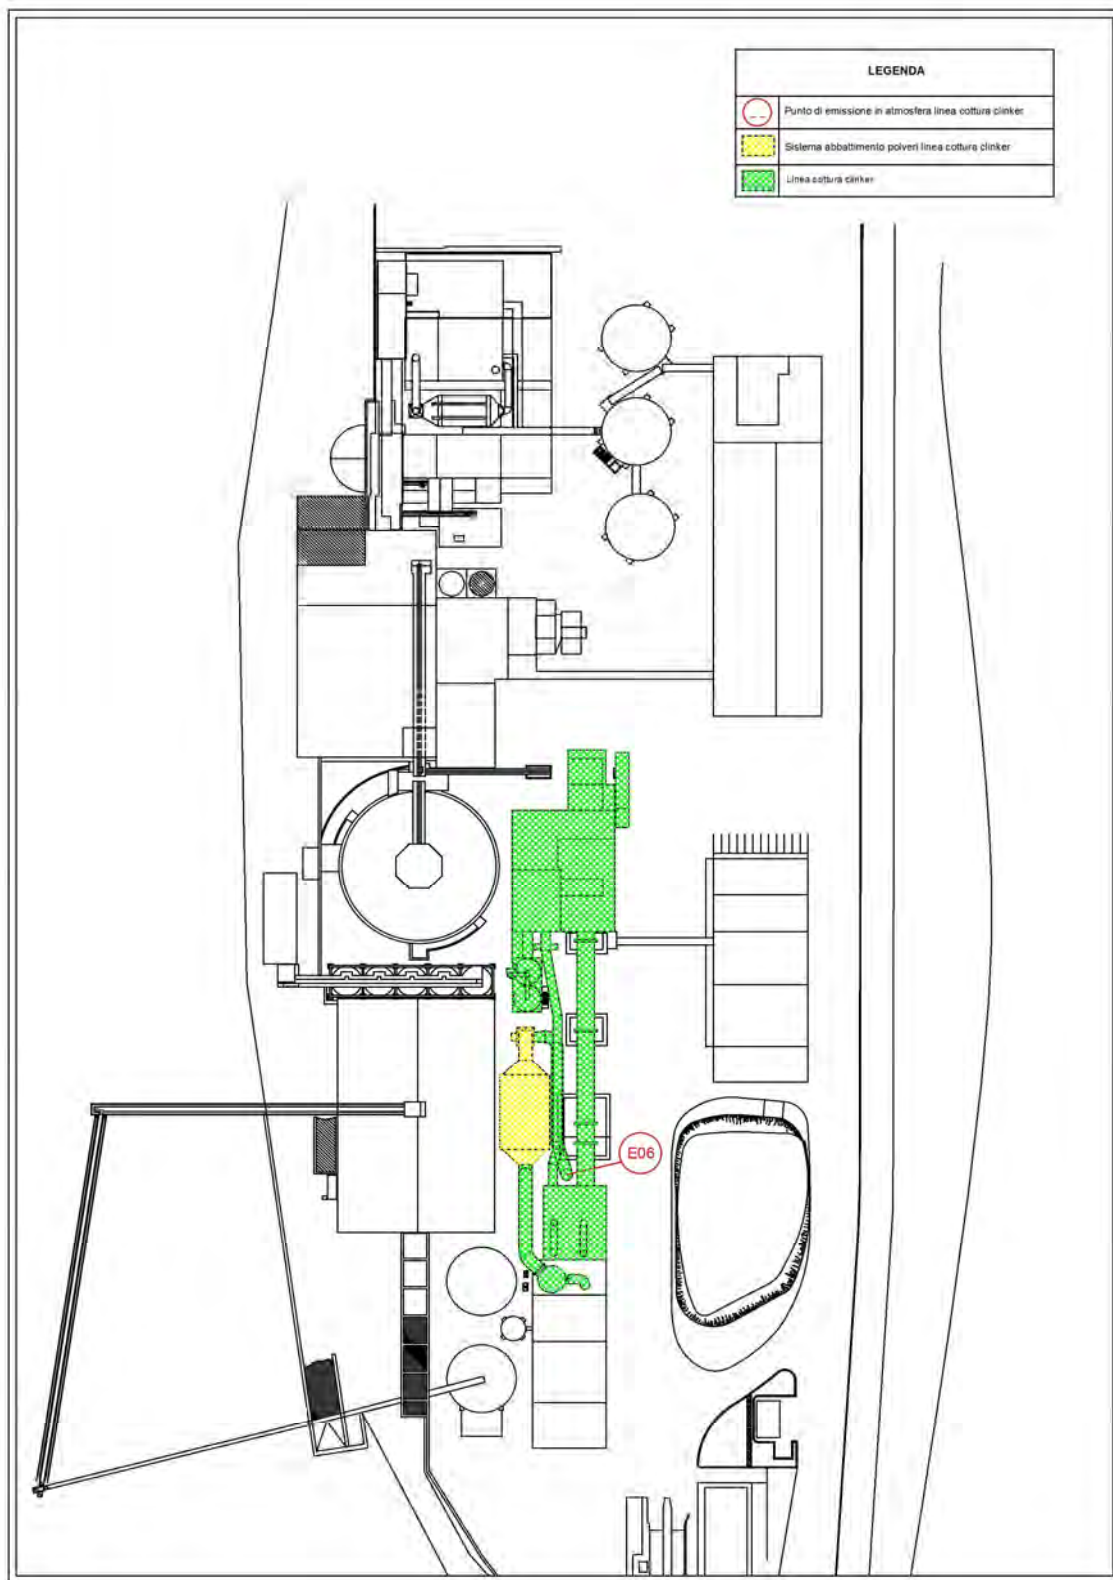 LEGENDA
Punto di emissione in atmosfera linea cottura clinker
Sistema abbattimento polveri linea cottura clinker
Linea cottura clinker
E06